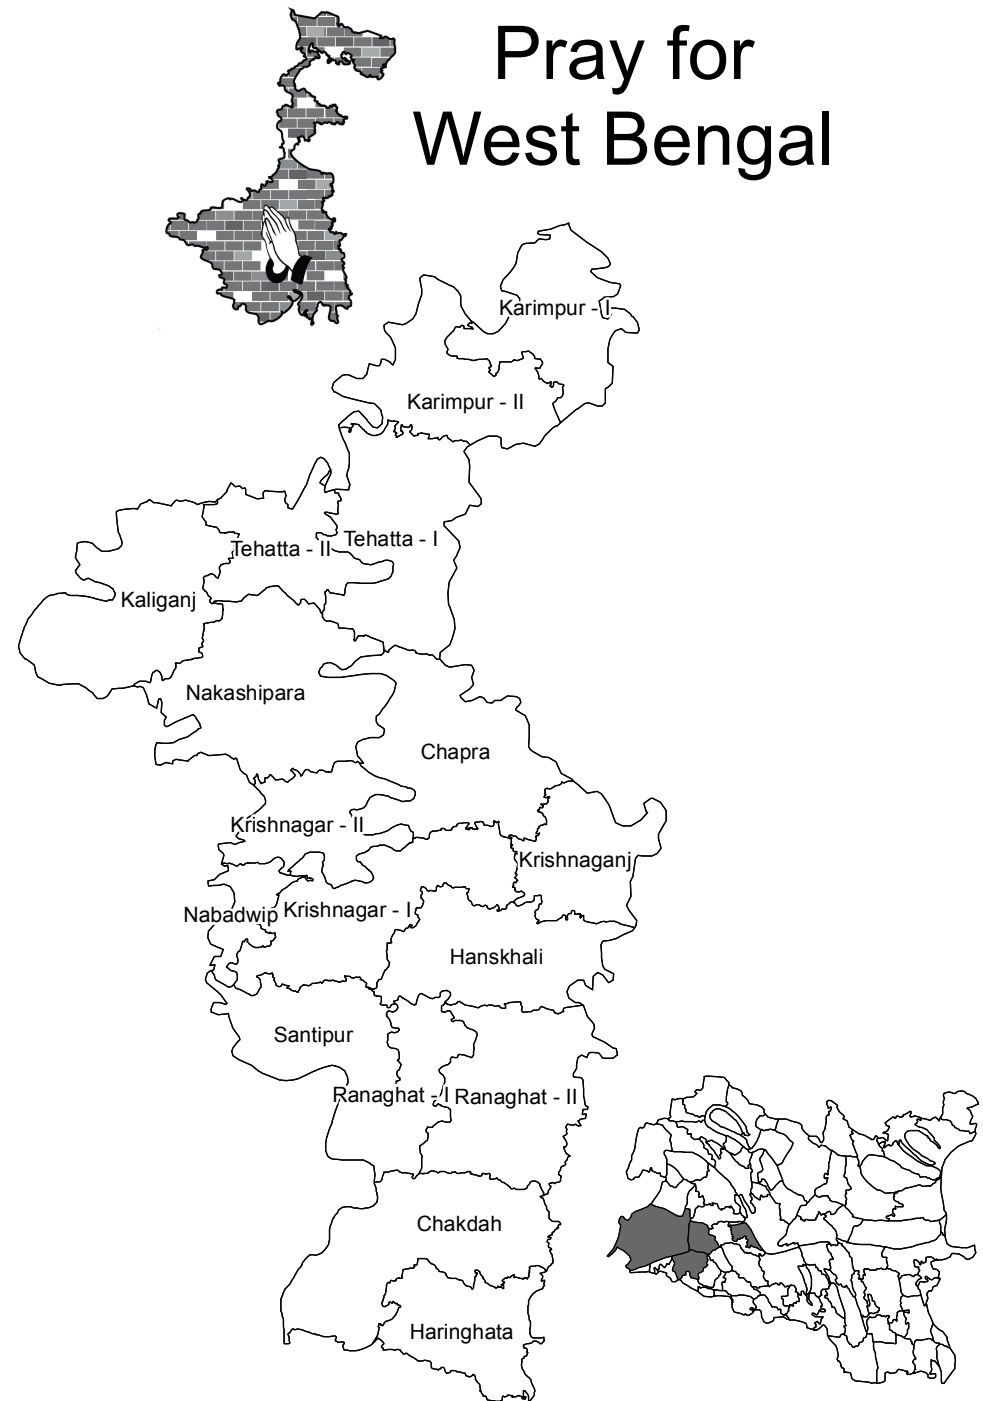 Pray for
West Bengal
Karimpur - I
Karimpur - II
Tehatta - I
Tehatta - II
Kaliganj
Nakashipara
Chapra
Krishnagar - II
Krishnaganj
Nabadwip
Krishnagar - I
Hanskhali
Santipur
Ranaghat - I
Ranaghat - II
Chakdah
Haringhata